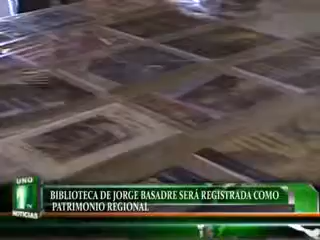 BIBLIOTECA DE JORGE BASADRE SERÁ REGISTRADA COMO
PATRIMONIO REGIONAL
UNO
NOTICIAS